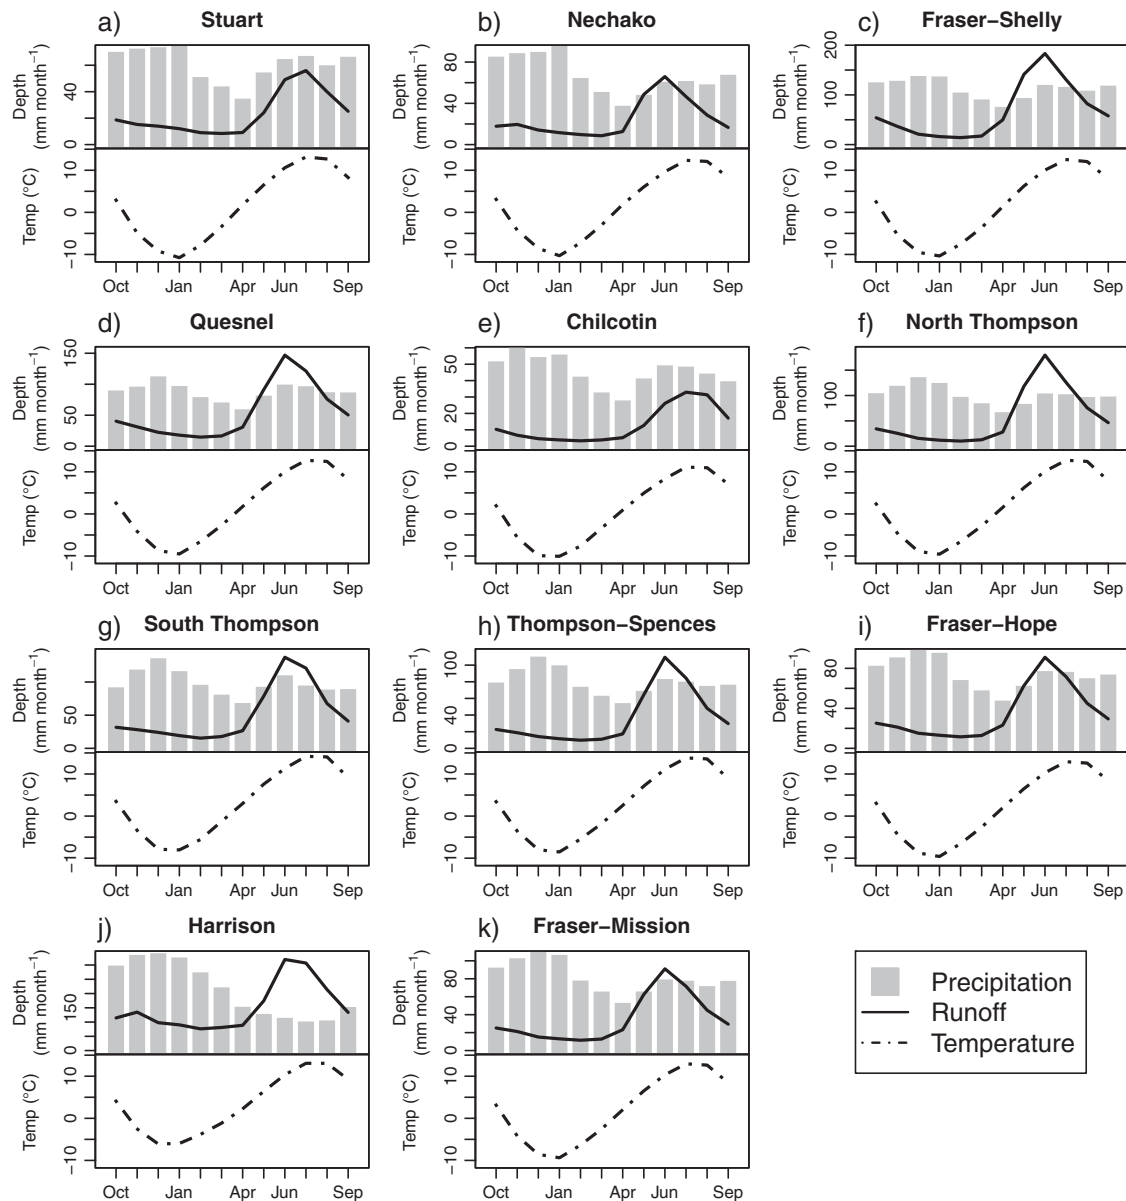 a) Stuart
Depth
(mm month⁻¹)
40
0
Temp (°C)
10
0
−10
Oct Jan Apr Jun Sep
b) Nechako
Depth
(mm month⁻¹)
80
40
0
Temp (°C)
10
0
−10
Oct Jan Apr Jun Sep
c) Fraser−Shelly
Depth
(mm month⁻¹)
200
100
0
Temp (°C)
10
0
−10
Oct Jan Apr Jun Sep
d) Quesnel
Depth
(mm month⁻¹)
150
50
0
Temp (°C)
10
0
−10
Oct Jan Apr Jun Sep
e) Chilcotin
Depth
(mm month⁻¹)
50
20
0
Temp (°C)
10
0
−10
Oct Jan Apr Jun Sep
f) North Thompson
Depth
(mm month⁻¹)
100
0
Temp (°C)
10
0
−10
Oct Jan Apr Jun Sep
g) South Thompson
Depth
(mm month⁻¹)
50
0
Temp (°C)
10
0
−10
Oct Jan Apr Jun Sep
h) Thompson−Spences
Depth
(mm month⁻¹)
100
40
0
Temp (°C)
10
0
−10
Oct Jan Apr Jun Sep
i) Fraser−Hope
Depth
(mm month⁻¹)
80
40
0
Temp (°C)
10
0
−10
Oct Jan Apr Jun Sep
j) Harrison
Depth
(mm month⁻¹)
150
0
Temp (°C)
10
0
−10
Oct Jan Apr Jun Sep
k) Fraser−Mission
Depth
(mm month⁻¹)
80
40
0
Temp (°C)
10
0
−10
Oct Jan Apr Jun Sep
Precipitation
Runoff
Temperature